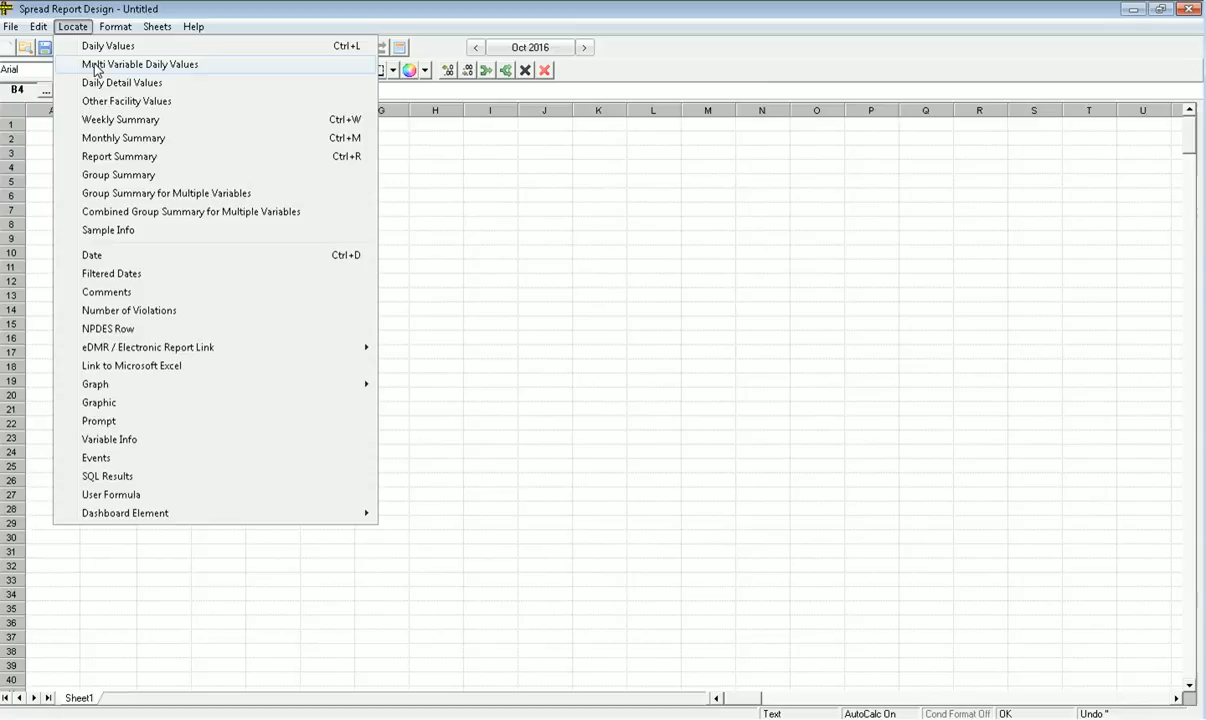 Spread Report Design - Untitled
File Edit Locate Format Sheets Help
Oct 2016
Arial
B4 ...
Daily Values Ctrl+L
Multi Variable Daily Values
Daily Detail Values
Other Facility Values
Weekly Summary Ctrl+W
Monthly Summary Ctrl+M
Report Summary Ctrl+R
Group Summary
Group Summary for Multiple Variables
Combined Group Summary for Multiple Variables
Sample Info
Date Ctrl+D
Filtered Dates
Comments
Number of Violations
NPDES Row
eDMR / Electronic Report Link
Link to Microsoft Excel
Graph
Graphic
Prompt
Variable Info
Events
SQL Results
User Formula
Dashboard Element
G H I J K L M N O P Q R S T U
1
2
3
4
5
6
7
8
9
10
11
12
13
14
15
16
17
18
19
20
21
22
23
24
25
26
27
28
29
30
31
32
33
34
35
36
37
38
39
40
Sheet1
Text AutoCalc On Cond Format Off OK Undo "